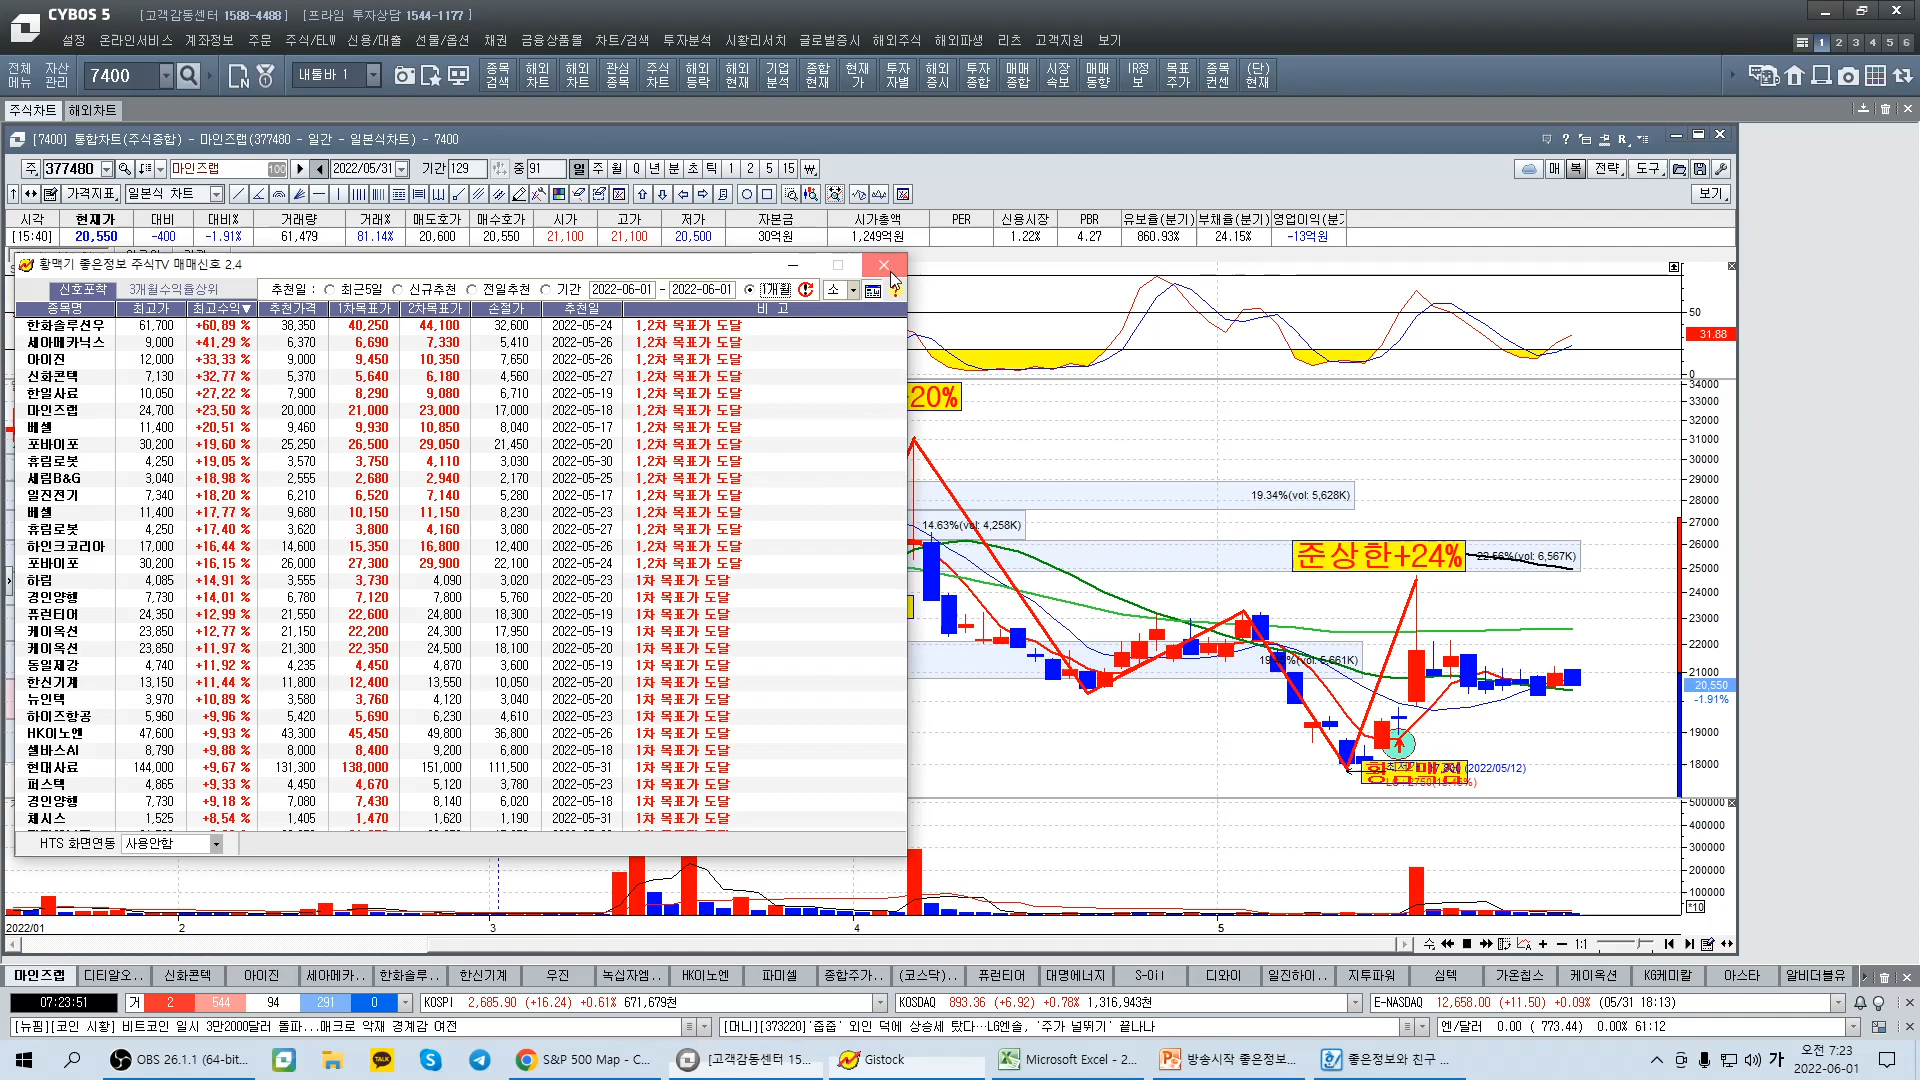 CYBOS 5 [고객감동센터 1588-4488] [프라임 투자상담 1544-1177]
설정 온라인서비스 계좌정보 주문 주식/ELW 신용/대출 선물/옵션 채권 금융상품몰 차트/검색 투자분석 시황리서치 글로벌증시 해외주식 해외파생 리츠 고객지원 보기
1 2 3 4 5 6
전체메뉴 자산관리 7400 내툴바 1 종목검색 해외차트 해외차트 관심종목 주식차트 해외등락 해외현재 기업분석 종합현재 현재가 투자자별 해외증시 투자종합 매매종합 시장속보 매매동향 IR정보 목표주가 종목컨센 (단)현재
주식차트 해외차트
[7400] 통합차트(주식종합) - 마인즈랩(377480 - 일간 - 일본식차트) - 7400
주 377480 마인즈랩 100 2022/05/31 기간 129 중 91 일 주 월 Q 년 분 초 틱 1 2 5 15 매 복 전략 도구
가격지표 일본식 차트 보기
시각 현재가 대비 대비% 거래량 거래% 매도호가 매수호가 시가 고가 저가 자본금 시가총액 PER 신용시장 PBR 유보율(분기) 부채율(분기) 영업이익(분기
[15:40] 20,550 -400 -1.91% 61,479 81.14% 20,600 20,550 21,100 21,100 20,500 30억원 1,249억원 1.22% 4.27 860.93% 24.15% -13억원
황맥기 좋은정보 주식TV 매매신호 2.4
신호포착 3개월수익율상위 추천일 : 최근5일 신규추천 전일추천 기간 2022-06-01 - 2022-06-01 1개월 소
종목명 최고가 최고수익▼ 추천가격 1차목표가 2차목표가 손절가 추천일 비 고
한화솔루션우 61,700 +60,89 % 38,350 40,250 44,100 32,600 2022-05-24 1,2차 목표가 도달
세아메카닉스 9,000 +41,29 % 6,370 6,690 7,330 5,410 2022-05-26 1,2차 목표가 도달
아이진 12,000 +33,33 % 9,000 9,450 10,350 7,650 2022-05-26 1,2차 목표가 도달
신화콘텍 7,130 +32,77 % 5,370 5,640 6,180 4,560 2022-05-27 1,2차 목표가 도달
한일사료 10,050 +27,22 % 7,900 8,290 9,080 6,710 2022-05-19 1,2차 목표가 도달
마인즈랩 24,700 +23,50 % 20,000 21,000 23,000 17,000 2022-05-18 1,2차 목표가 도달
베셀 11,400 +20,51 % 9,460 9,930 10,850 8,040 2022-05-17 1,2차 목표가 도달
포바이포 30,200 +19,60 % 25,250 26,500 29,050 21,450 2022-05-20 1,2차 목표가 도달
휴림로봇 4,250 +19,05 % 3,570 3,750 4,110 3,030 2022-05-30 1,2차 목표가 도달
세림B&G 3,040 +18,98 % 2,555 2,680 2,940 2,170 2022-05-25 1,2차 목표가 도달
일진전기 7,340 +18,20 % 6,210 6,520 7,140 5,280 2022-05-17 1,2차 목표가 도달
베셀 11,400 +17,77 % 9,680 10,150 11,150 8,230 2022-05-23 1,2차 목표가 도달
휴림로봇 4,250 +17,40 % 3,620 3,800 4,160 3,080 2022-05-27 1,2차 목표가 도달
하인크코리아 17,000 +16,44 % 14,600 15,350 16,800 12,400 2022-05-26 1,2차 목표가 도달
포바이포 30,200 +16,15 % 26,000 27,300 29,900 22,100 2022-05-24 1,2차 목표가 도달
하림 4,085 +14,91 % 3,555 3,730 4,090 3,020 2022-05-23 1차 목표가 도달
경인양행 7,730 +14,01 % 6,780 7,120 7,800 5,760 2022-05-20 1차 목표가 도달
퓨런티어 24,350 +12,99 % 21,550 22,600 24,800 18,300 2022-05-19 1차 목표가 도달
케이옥션 23,850 +12,77 % 21,150 22,200 24,300 17,950 2022-05-19 1차 목표가 도달
케이옥션 23,850 +11,97 % 21,300 22,350 24,500 18,100 2022-05-20 1차 목표가 도달
동일제강 4,740 +11,92 % 4,235 4,450 4,870 3,600 2022-05-19 1차 목표가 도달
한신기계 13,150 +11,44 % 11,800 12,400 13,550 10,050 2022-05-20 1차 목표가 도달
뉴인텍 3,970 +10,89 % 3,580 3,760 4,120 3,040 2022-05-20 1차 목표가 도달
하이즈항공 5,960 +9,96 % 5,420 5,690 6,230 4,610 2022-05-23 1차 목표가 도달
HK이노엔 47,600 +9,93 % 43,300 45,450 49,800 36,800 2022-05-26 1차 목표가 도달
셀바스AI 8,790 +9,88 % 8,000 8,400 9,200 6,800 2022-05-18 1차 목표가 도달
현대사료 144,000 +9,67 % 131,300 138,000 151,000 111,500 2022-05-31 1차 목표가 도달
퍼스텍 4,865 +9,33 % 4,450 4,670 5,120 3,780 2022-05-23 1차 목표가 도달
경인양행 7,730 +9,18 % 7,080 7,430 8,140 6,020 2022-05-18 1차 목표가 도달
체시스 1,525 +8,54 % 1,405 1,470 1,620 1,190 2022-05-31 1차 목표가 도달
HTS 화면연동 사용안함
50
31.88
0
20%
19.34%(vol: 5,628K)
14.63%(vol: 4,258K)
준상한+24%
22.56%(vol: 6,567K)
(2022/05/12)
34000
33000
31000
30000
29000
28000
27000
26000
25000
24000
23000
22000
21000
20,550
-1.91%
19000
18000
500000
400000
300000
200000
100000
*10
2022/01 2 3 4 5
1:1
마인즈랩 디티알오.. 신화콘텍 아이진 세아메카.. 한화솔루.. 한신기계 우진 녹십자엠.. HK이노엔 파미셀 종합주가.. (코스닥).. 퓨런티어 대명에너지 S-Oil 디와이 일진하이.. 지투파워 심텍 가온칩스 케이옥션 KG케미칼 아스타 알비더블유
07:23:51 거 2 544 94 291 0 KOSPI 2,685.90 (+16.24) +0.61% 671,679천 KOSDAQ 893.36 (+6.92) +0.78% 1,316,943천 E-NASDAQ 12,658.00 (+11.50) +0.09% (05/31 18:13)
[뉴핌][코인 시황] 비트코인 일시 3만2000달러 돌파...매크로 악재 경계감 여전 [머니][373220]'줍줍' 외인 덕에 상승세 탔다…LG엔솔, '주가 널뛰기' 끝나나 엔/달러 0.00 ( 773.44) 0.00% 61:12
OBS 26.1.1 (64-bit... S&P 500 Map - C... [고객감동센터 15... Gistock Microsoft Excel - 2... 방송시작 좋은정보... 좋은정보와 친구 ... 가 오전 7:23
2022-06-01